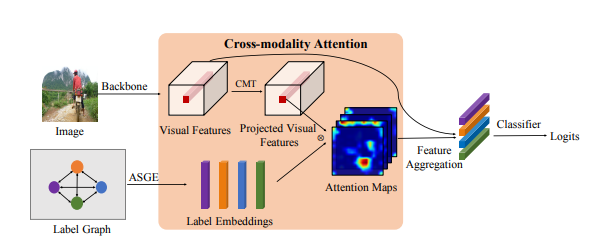 Cross-modality Attention
Backbone
CMT
Image
Visual Features
Projected Visual
Features
⊗
Attention Maps
Feature
Aggregation
Classifier
Logits
ASGE
Label Embeddings
Label Graph